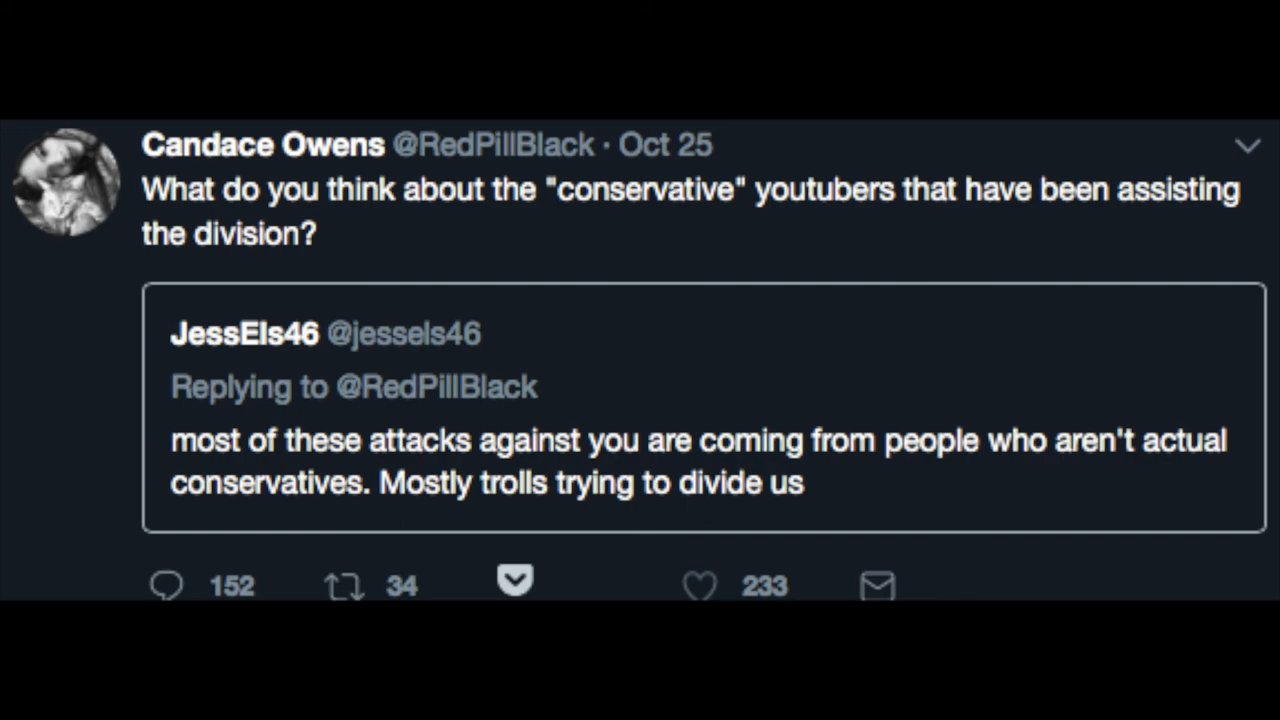 Candace Owens @RedPillBlack · Oct 25
What do you think about the "conservative" youtubers that have been assisting
the division?
JessEls46 @jessels46
Replying to @RedPillBlack
most of these attacks against you are coming from people who aren't actual
conservatives. Mostly trolls trying to divide us
152 34 233